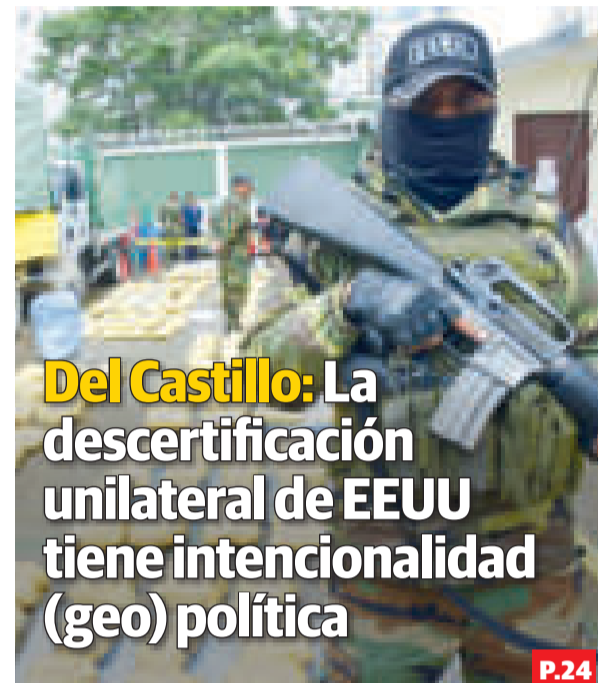 Del Castillo: La
descertificación
unilateral de EEUU
tiene intencionalidad
(geo) política
P.24